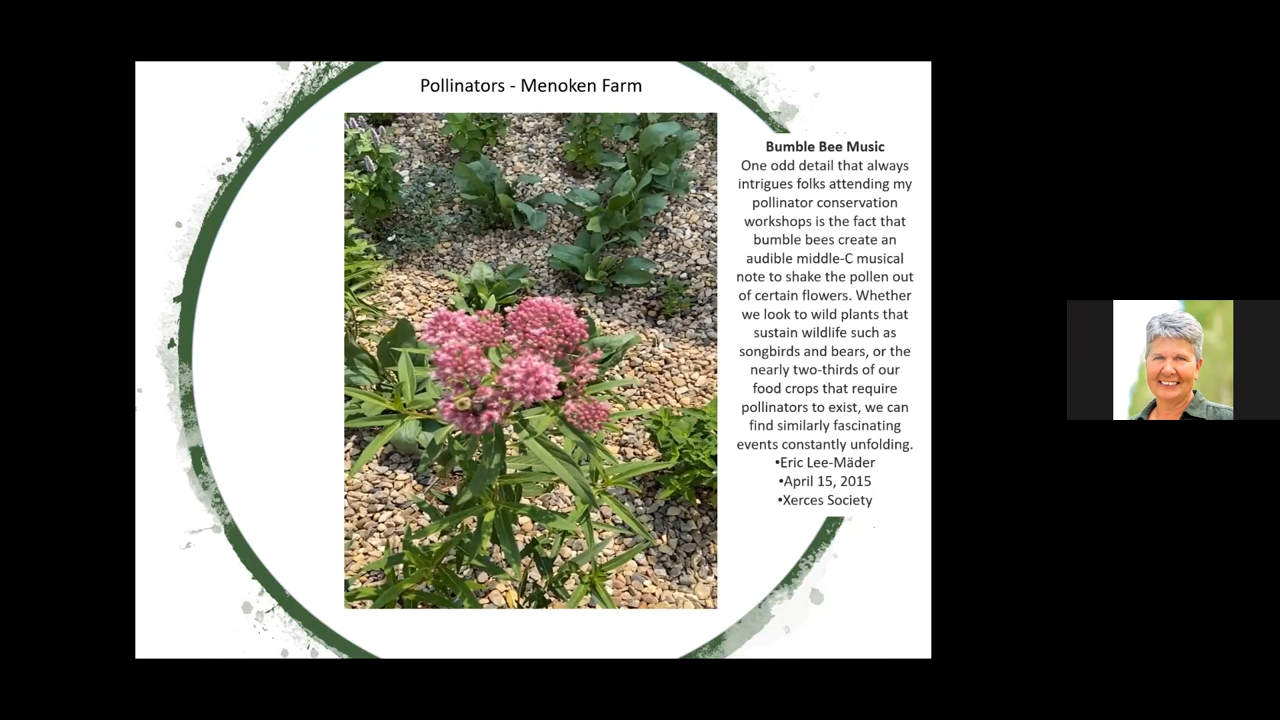 Pollinators - Menoken Farm
Bumble Bee Music
One odd detail that always
intrigues folks attending my
pollinator conservation
workshops is the fact that
bumble bees create an
audible middle-C musical
note to shake the pollen out
of certain flowers. Whether
we look to wild plants that
sustain wildlife such as
songbirds and bears, or the
nearly two-thirds of our
food crops that require
pollinators to exist, we can
find similarly fascinating
events constantly unfolding.
•Eric Lee-Mäder
•April 15, 2015
•Xerces Society